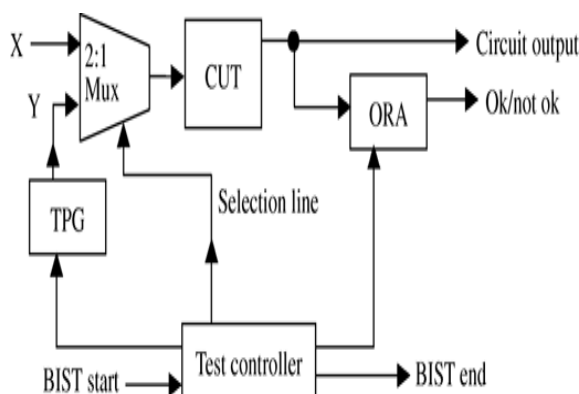 X
2:1
Mux
CUT
Circuit output
Y
ORA
Ok/not ok
TPG
Selection line
Test controller
BIST start
BIST end